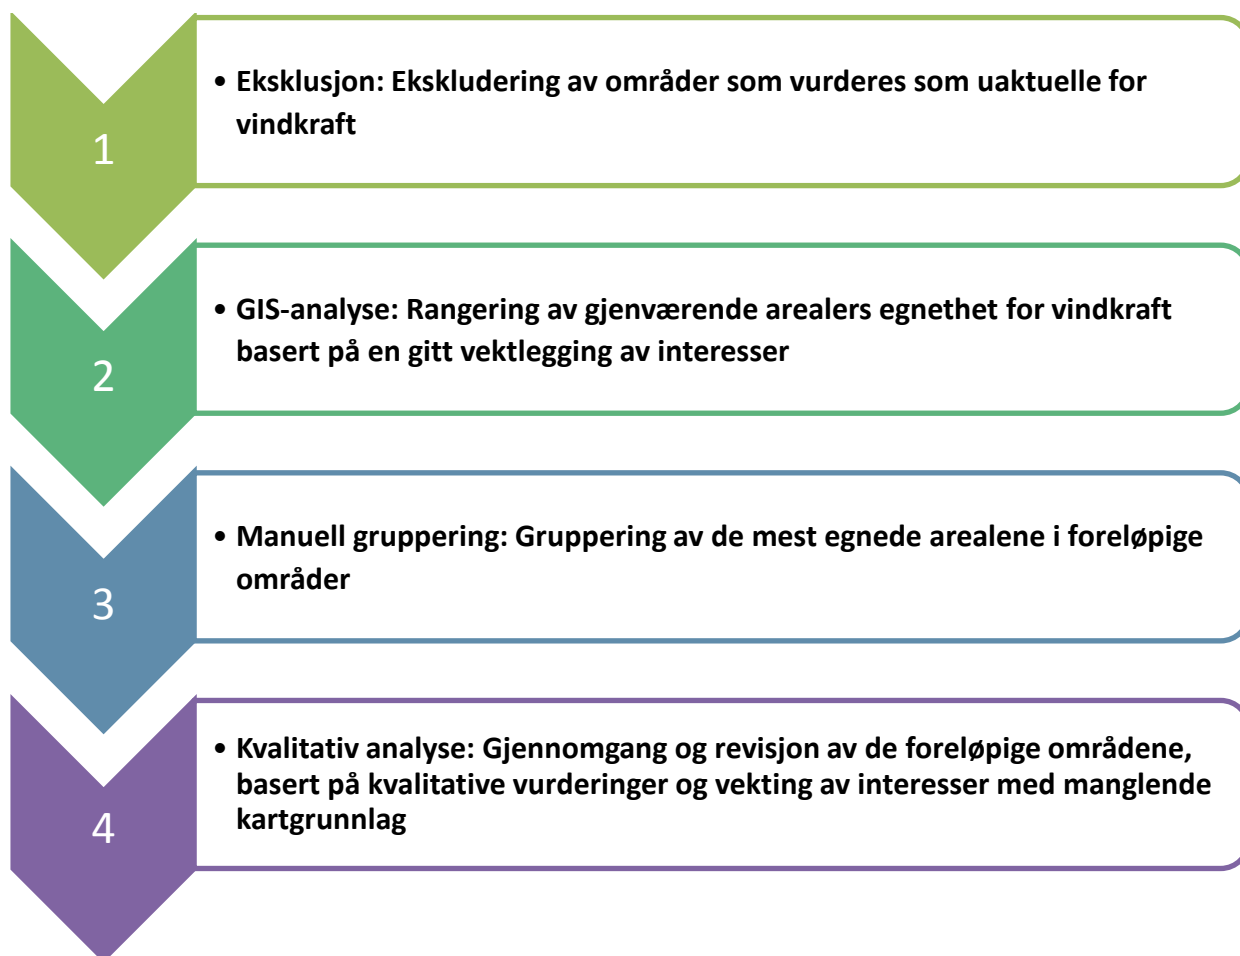 1
• Eksklusjon: Ekskludering av områder som vurderes som uaktuelle for
vindkraft
2
• GIS-analyse: Rangering av gjenværende arealers egnethet for vindkraft
basert på en gitt vektlegging av interesser
3
• Manuell gruppering: Gruppering av de mest egnede arealene i foreløpige
områder
4
• Kvalitativ analyse: Gjennomgang og revisjon av de foreløpige områdene,
basert på kvalitative vurderinger og vekting av interesser med manglende
kartgrunnlag